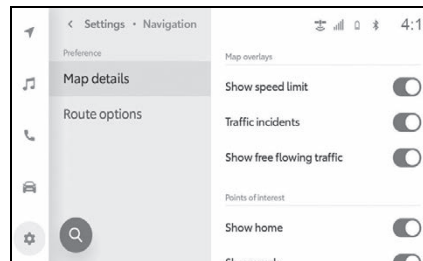 Settings • Navigation
4:1
Preference
Map details
Route options
Map overlays
Show speed limit
Traffic incidents
Show free flowing traffic
Points of interest
Show home